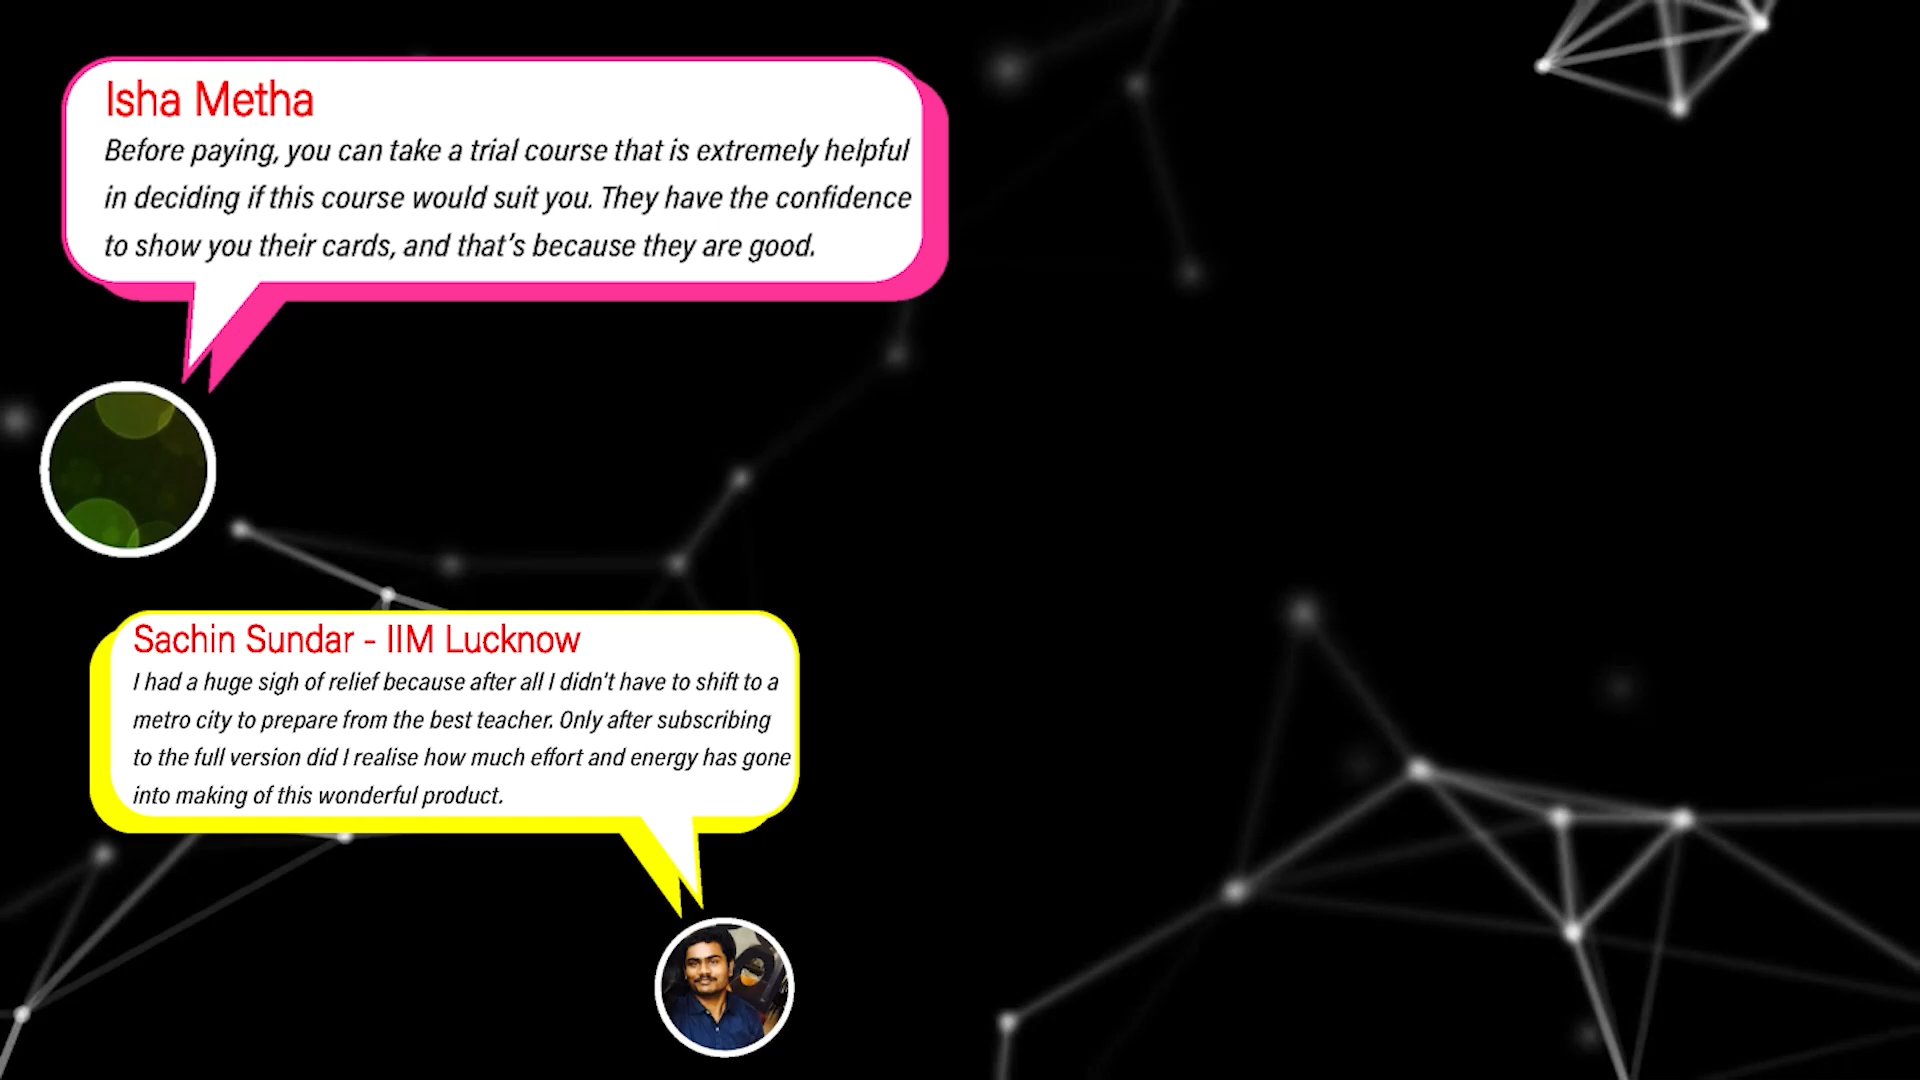 Isha Metha
Before paying, you can take a trial course that is extremely helpful
in deciding if this course would suit you. They have the confidence
to show you their cards, and that's because they are good.
Sachin Sundar - IIM Lucknow
I had a huge sigh of relief because after all I didn't have to shift to a
metro city to prepare from the best teacher. Only after subscribing
to the full version did I realise how much effort and energy has gone
into making of this wonderful product.